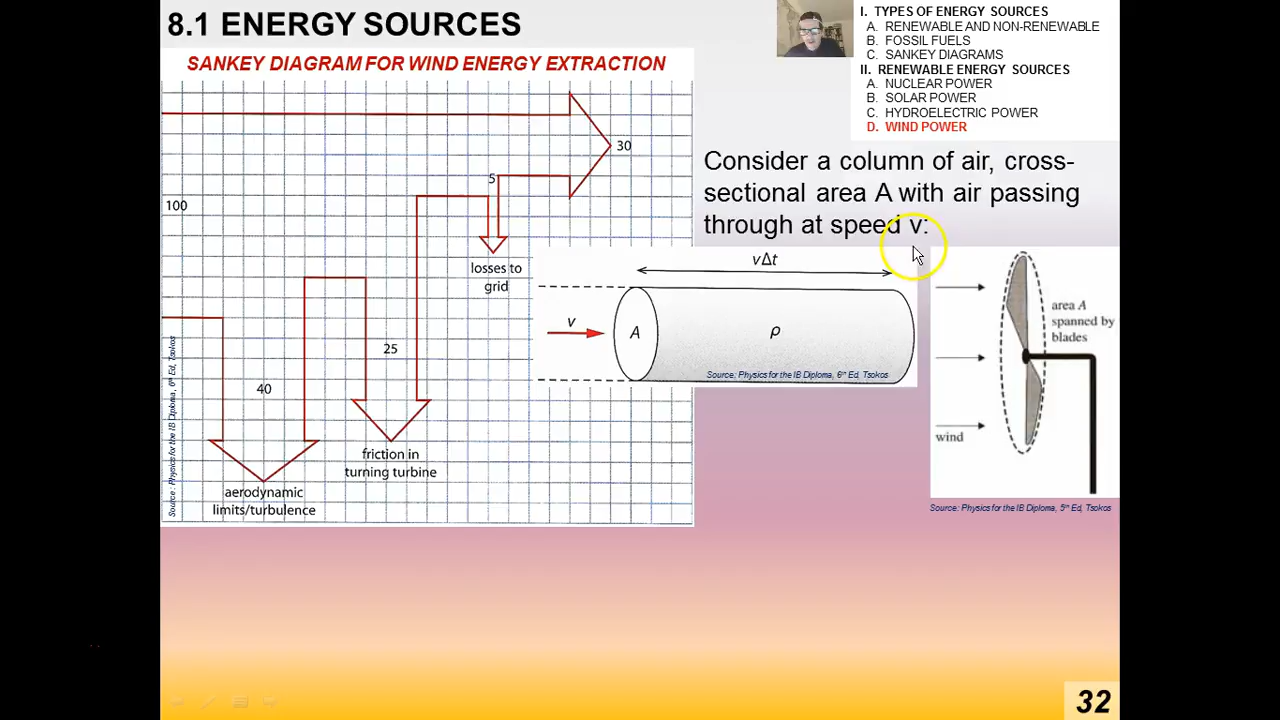 8.1 ENERGY SOURCES
I. TYPES OF ENERGY SOURCES
A. RENEWABLE AND NON-RENEWABLE
B. FOSSIL FUELS
C. SANKEY DIAGRAMS
II. RENEWABLE ENERGY SOURCES
A. NUCLEAR POWER
B. SOLAR POWER
C. HYDROELECTRIC POWER
D. WIND POWER
SANKEY DIAGRAM FOR WIND ENERGY EXTRACTION
100
30
5
losses to
grid
25
40
friction in
turning turbine
aerodynamic
limits/turbulence
Source: Physics for the IB Diploma, 6th Ed, Tsokos
Consider a column of air, cross-
sectional area A with air passing
through at speed v:
vΔt
v
A
ρ
Source; Physics for the IB Diploma, 6th Ed, Tsokos
area A
spanned by
blades
wind
Source: Physics for the IB Diploma, 5th Ed, Tsokos
32